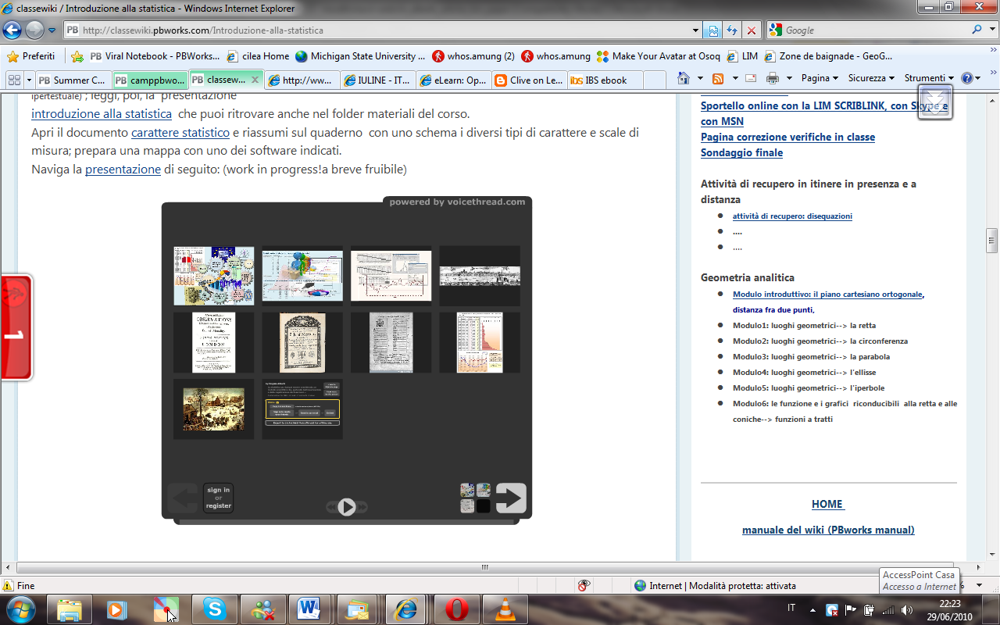 classewiki / Introduzione alla statistica - Windows Internet Explorer
PB http://classewiki.pbworks.com/Introduzione-alla-statistica
Google
Preferiti
PB Viral Notebook - PBWorks...
cilea Home
Michigan State University ...
whos.amung (2)
whos.amung
Make Your Avatar at Osoq
LIM
Zone de baignade - GeoG...
PB Summer C...
PB camppbwo...
PB classew...
http://ww...
IULINE - IT...
eLearn: Op...
Clive on Le...
ibs IBS ebook
Pagina
Sicurezza
Strumenti
ipertestuale) ; leggi, poi, la presentazione
introduzione alla statistica che puoi ritrovare anche nel folder materiali del corso.
Apri il documento carattere statistico e riassumi sul quaderno con uno schema i diversi tipi di carattere e scale di
misura; prepara una mappa con uno dei software indicati.
Naviga la presentazione di seguito: (work in progress!a breve fruibile)
powered by voicethread.com
OBSERVATIONS
LONDON
sign in
or
register
1
Sportello online con la LIM SCRIBLINK, con Skype e
con MSN
Pagina correzione verifiche in classe
Sondaggio finale
Attività di recupero in itinere in presenza e a
distanza
attività di recupero: disequazioni
....
....
Geometria analitica
Modulo introduttivo: il piano cartesiano ortogonale,
distanza fra due punti,
Modulo1: luoghi geometrici--> la retta
Modulo2: luoghi geometrici--> la circonferenza
Modulo3: luoghi geometrici--> la parabola
Modulo4: luoghi geometrici--> l'ellisse
Modulo5: luoghi geometrici--> l'iperbole
Modulo6: le funzione e i grafici riconducibili alla retta e alle
coniche--> funzioni a tratti
HOME
manuale del wiki (PBworks manual)
Fine
Internet | Modalità protetta: attivata
%
AccessPoint Casa
Accesso a Internet
IT
22:23
29/06/2010